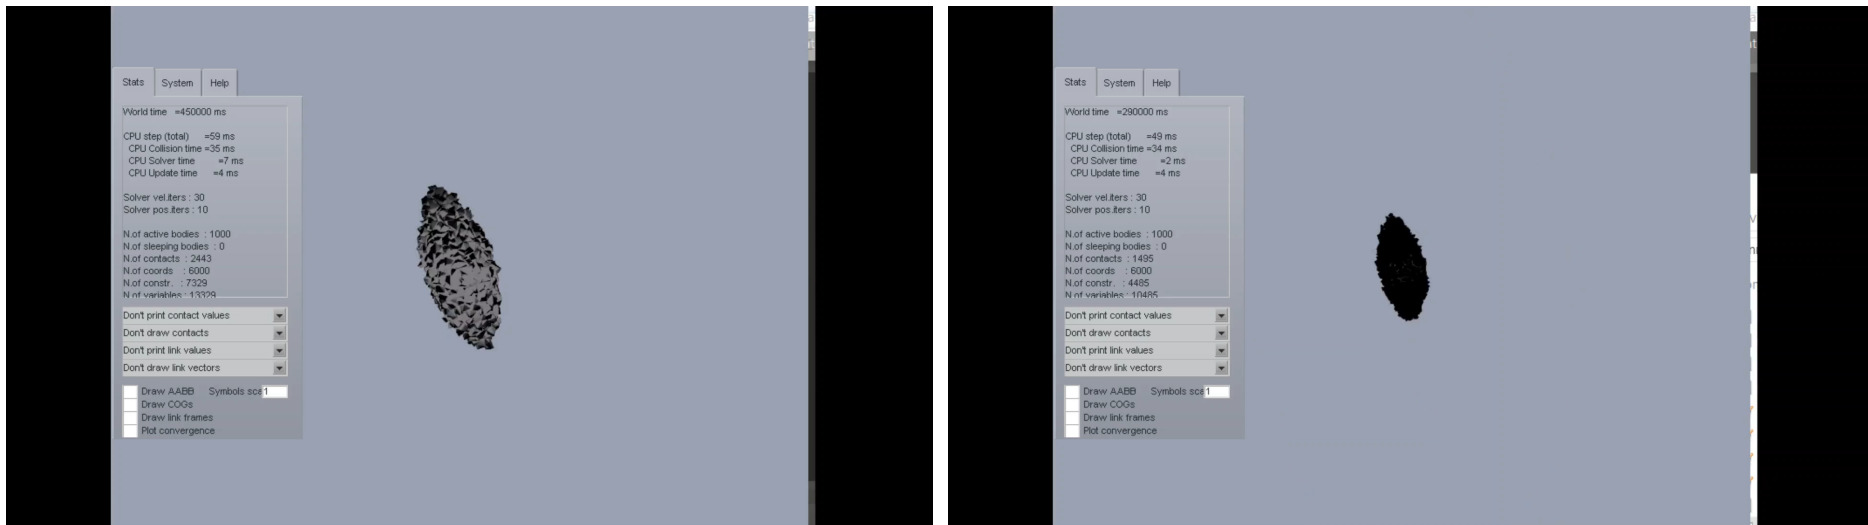 Stats System Help
World time =450000 ms
CPU step (total) =59 ms
CPU Collision time =35 ms
CPU Solver time =7 ms
CPU Update time =4 ms
Solver vel.iters : 30
Solver pos.iters : 10
N.of active bodies : 1000
N.of sleeping bodies : 0
N.of contacts : 2443
N.of coords : 6000
N.of constr. : 7329
N.of variables : 13329
Don't print contact values
Don't draw contacts
Don't print link values
Don't draw link vectors
Draw AABB Symbols sca 1
Draw COGs
Draw link frames
Plot convergence
Stats System Help
World time =290000 ms
CPU step (total) =49 ms
CPU Collision time =34 ms
CPU Solver time =2 ms
CPU Update time =4 ms
Solver vel.iters : 30
Solver pos.iters : 10
N.of active bodies : 1000
N.of sleeping bodies : 0
N.of contacts : 1495
N.of coords : 6000
N.of constr. : 4485
N.of variables : 10485
Don't print contact values
Don't draw contacts
Don't print link values
Don't draw link vectors
Draw AABB Symbols sca 1
Draw COGs
Draw link frames
Plot convergence